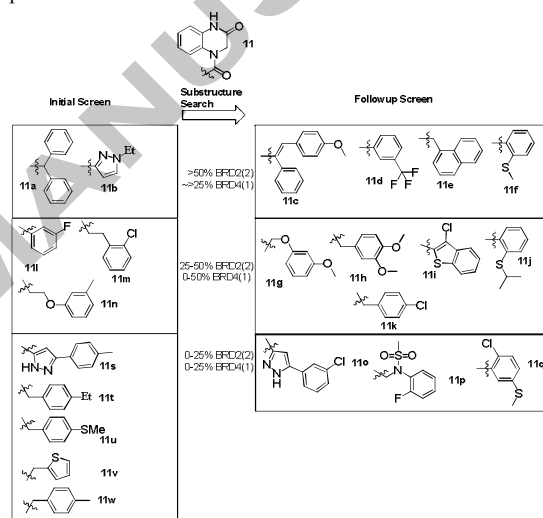 H
N
O
N
11
O
Substructure
Search
Initial Screen
Followup Screen
Et
N
N
11a
11b
>50% BRD2(2)
~>25% BRD4(1)
O
11c
F
F
F
11d
11e
S
11f
F
11l
Cl
11m
O
11n
25-50% BRD2(2)
0-50% BRD4(1)
O
O
11g
O
O
11h
Cl
S
11i
S
11j
Cl
11k
HN
N
11s
Et
11t
SMe
11u
S
11v
11w
0-25% BRD2(2)
0-25% BRD4(1)
N
N
H
Cl
11o
O
S
O
N
F
11p
Cl
S
11q